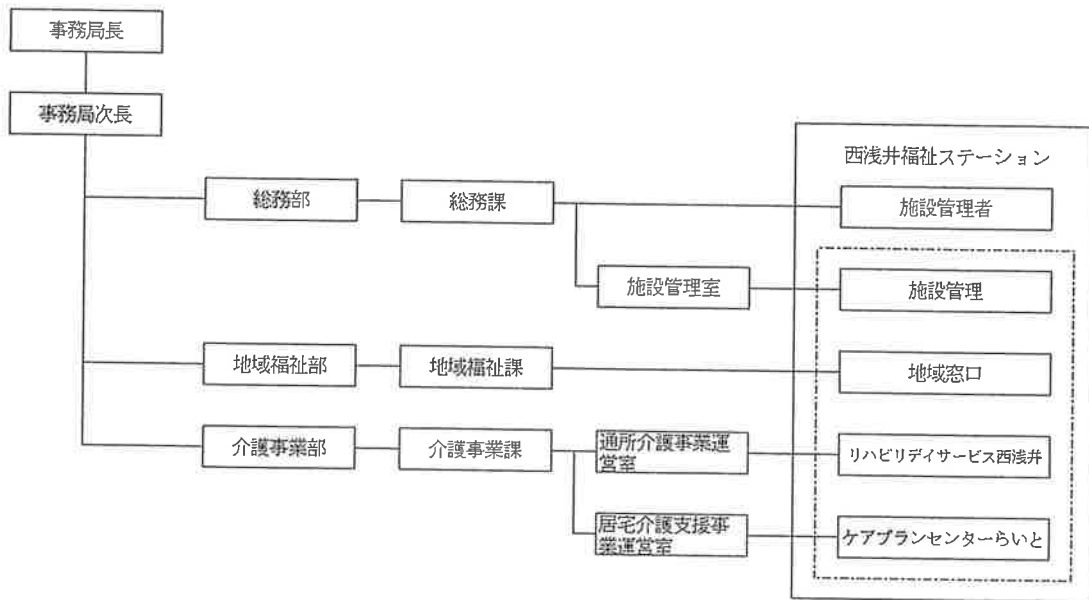 事務局長
事務局次長
西浅井福祉ステーション
総務部
総務課
施設管理者
施設管理室
施設管理
地域福祉部
地域福祉課
地域窓口
介護事業部
介護事業課
通所介護事業運
営室
リハビリデイサービス西浅井
居宅介護支援事
業運営室
ケアプランセンターらいと